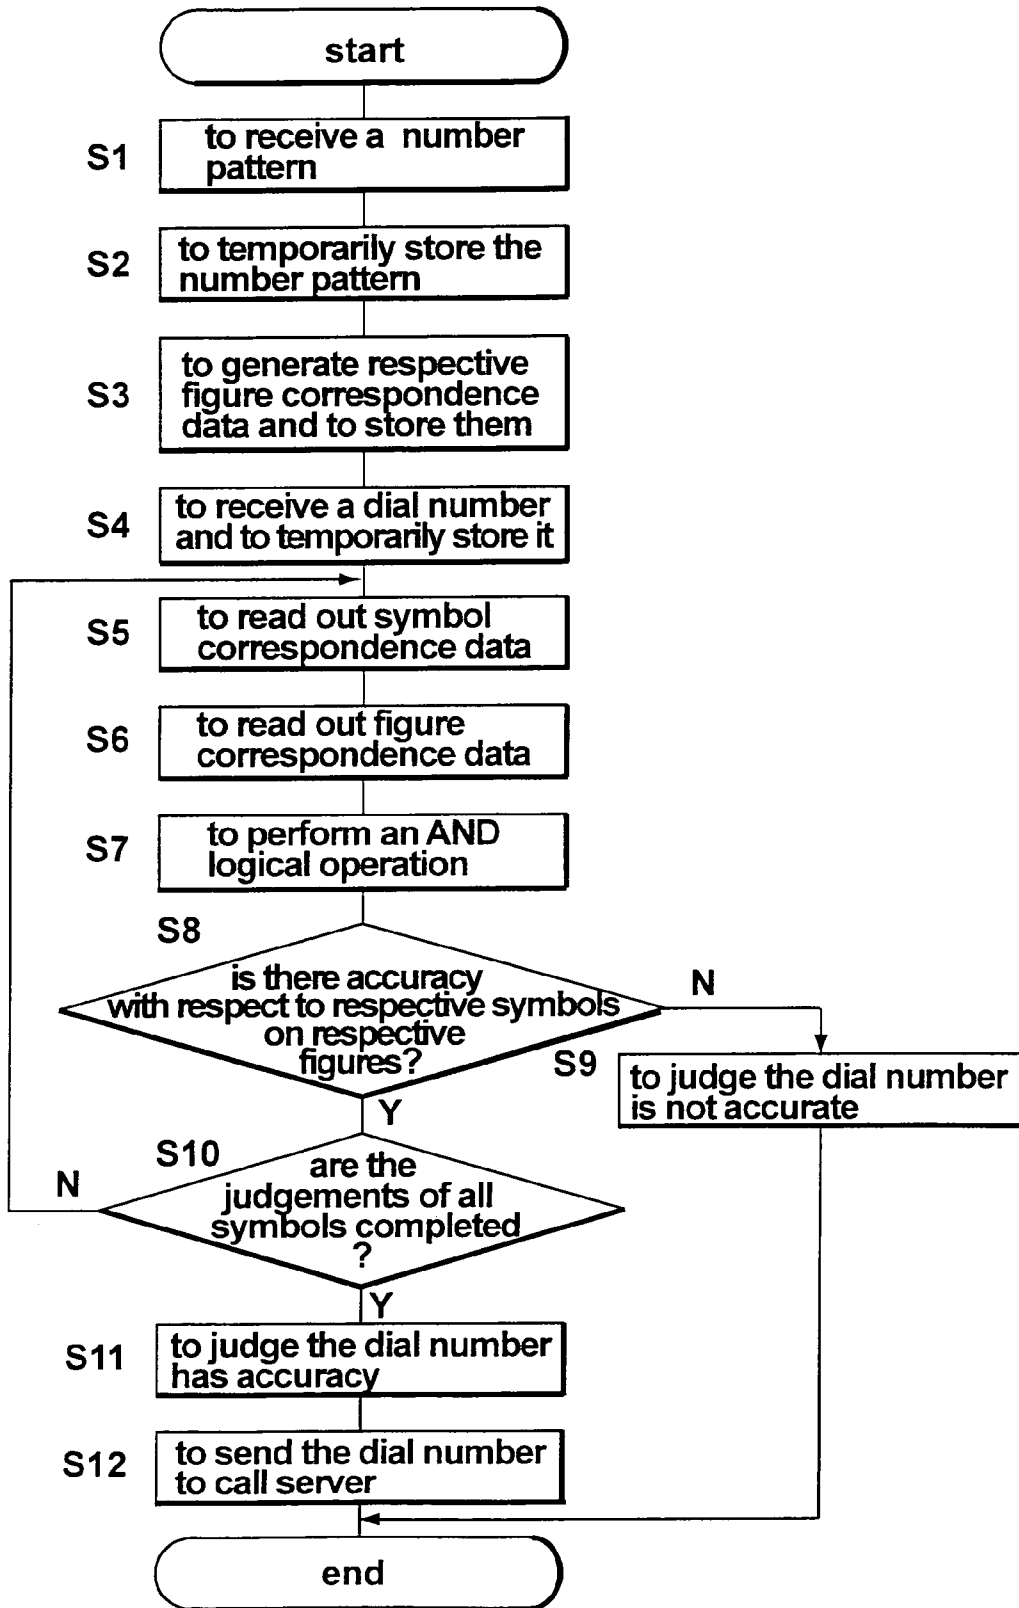 start
S1
to receive a number
pattern
S2
to temporarily store the
number pattern
S3
to generate respective
figure correspondence
data and to store them
S4
to receive a dial number
and to temporarily store it
S5
to read out symbol
correspondence data
S6
to read out figure
correspondence data
S7
to perform an AND
logical operation
S8
is there accuracy
with respect to respective symbols
on respective
figures?
N
Y
S9
to judge the dial number
is not accurate
S10
are the
judgements of all
symbols completed
?
N
Y
S11
to judge the dial number
has accuracy
S12
to send the dial number
to call server
end